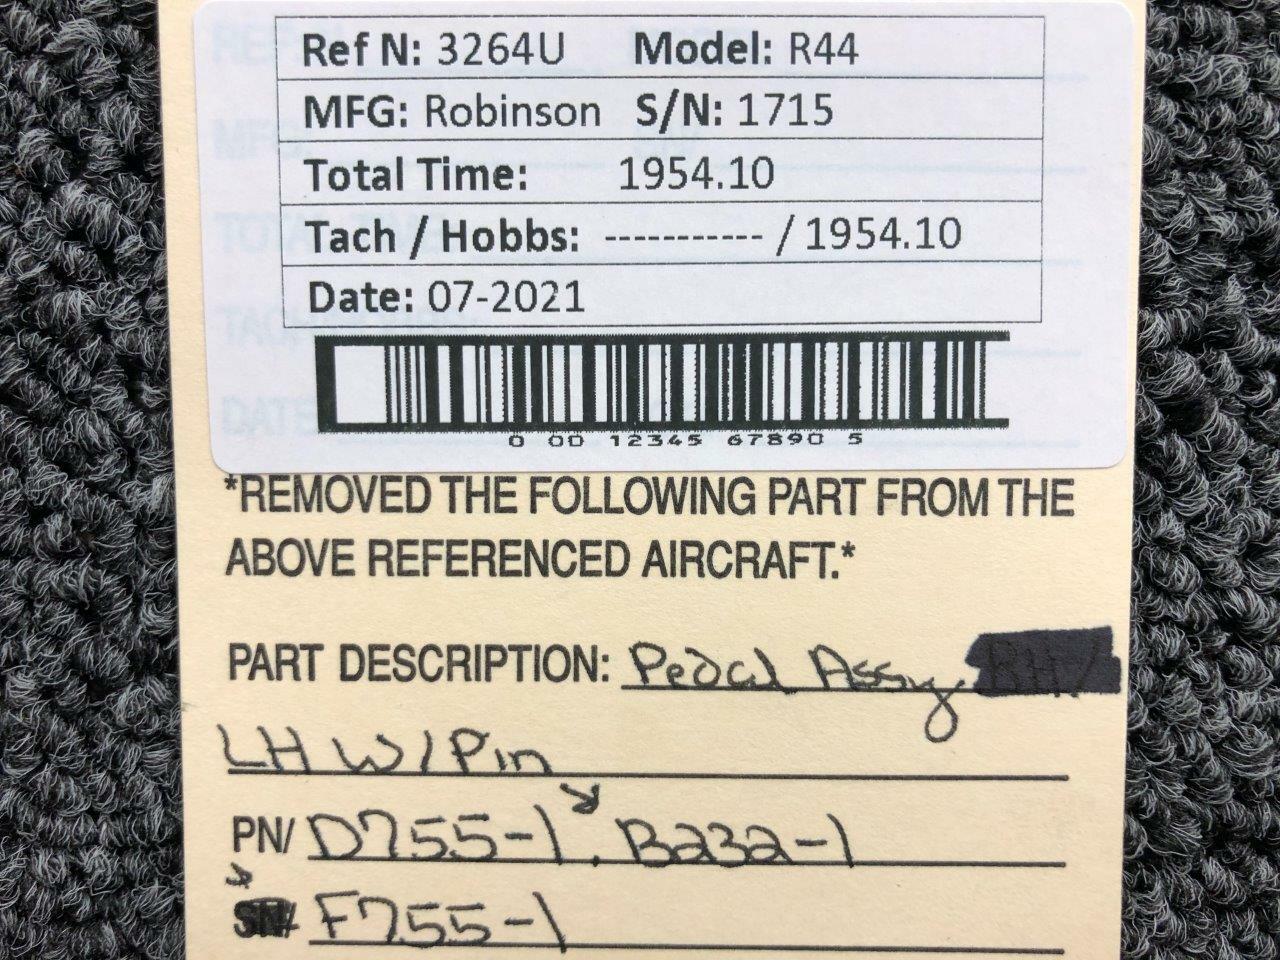 Ref N: 3264U Model: R44
MFG: Robinson S/N: 1715
Total Time: 1954.10
Tach / Hobbs: ----------- / 1954.10
Date: 07-2021
0 00 12345 67890 5
*REMOVED THE FOLLOWING PART FROM THE
ABOVE REFERENCED AIRCRAFT.*
PART DESCRIPTION: Pedal Assy. RH/
LH W/Pin
PN/ D755-1, B232-1
SN/ F755-1